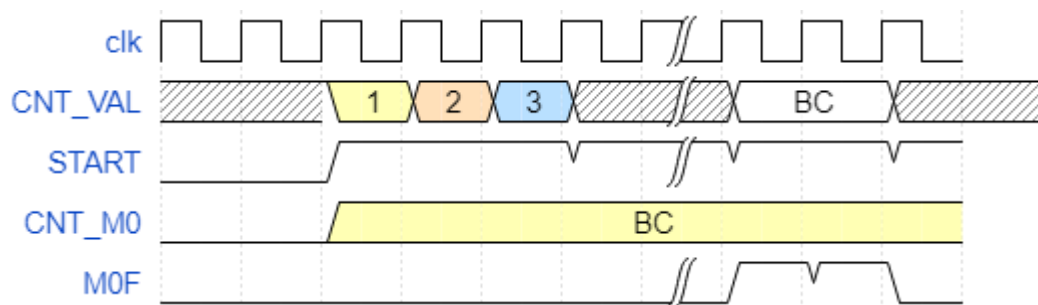 clk
CNT_VAL 1 2 3 BC
START
CNT_M0 BC
M0F